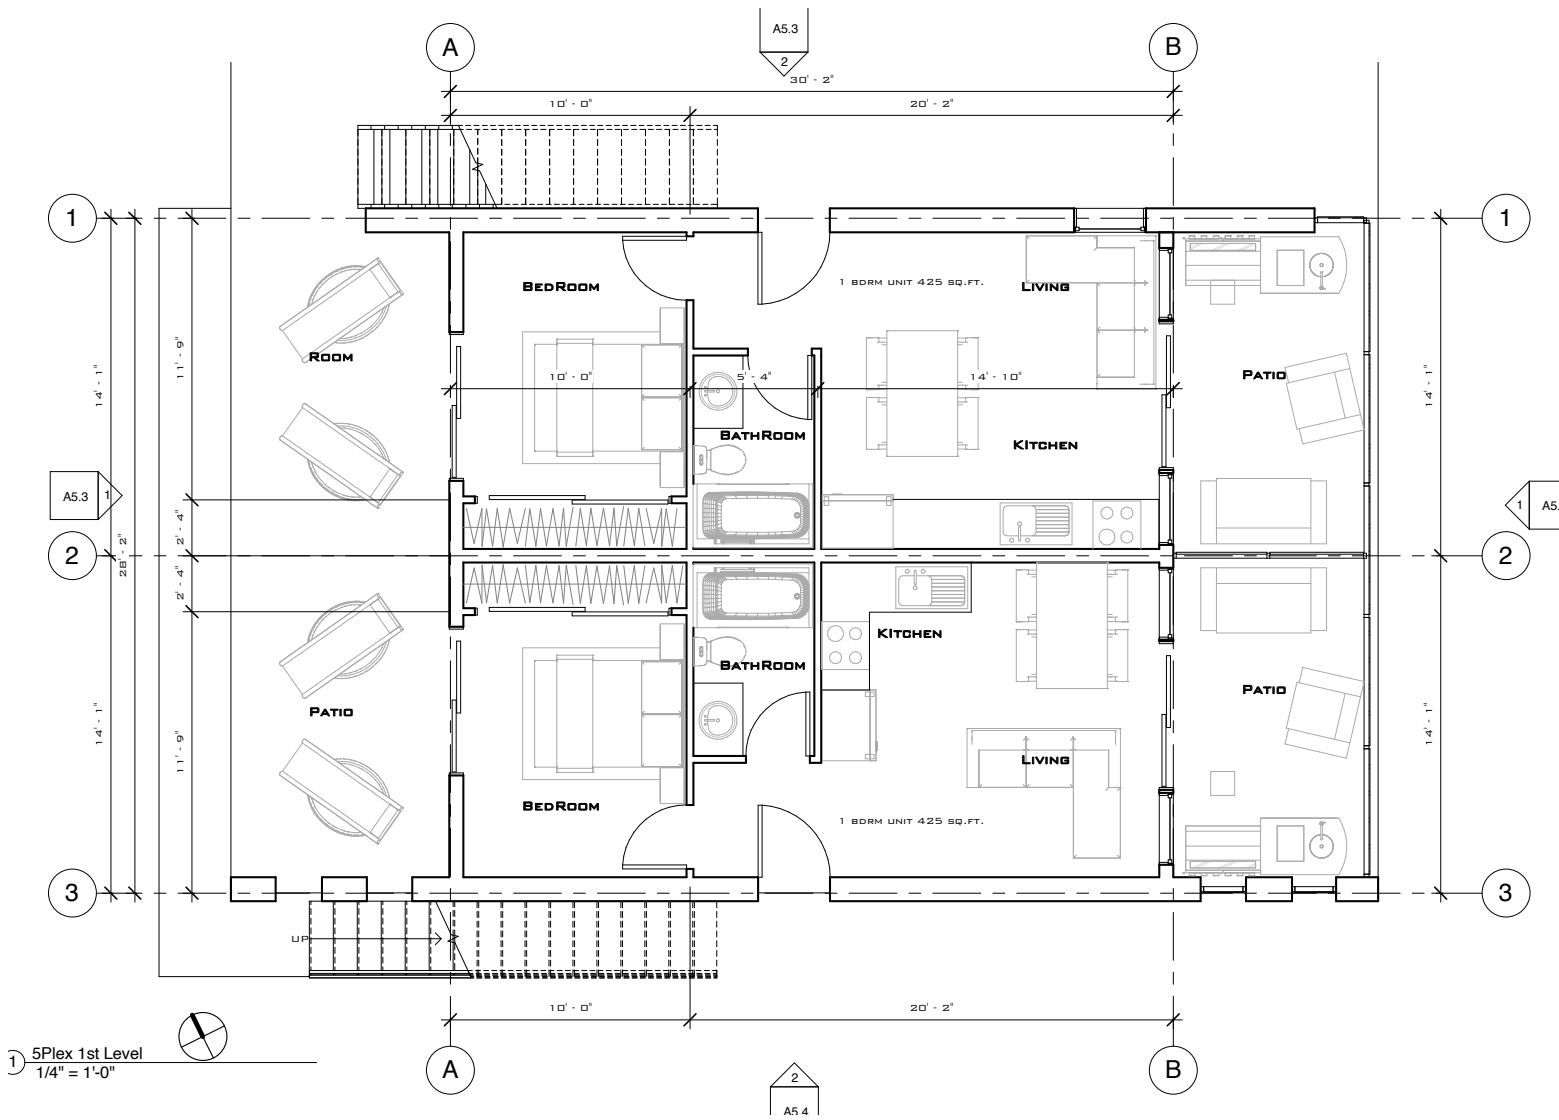 A5.3
2
A
B
30' - 2"
10' - 0"
20' - 2"
1
1
BEDROOM
1 BDRM UNIT 425 SQ.FT.
LIVING
ROOM
11' - 9"
14' - 1"
10' - 0"
5' - 4"
14' - 10"
PATIO
14' - 1"
BATHROOM
KITCHEN
A5.3
1
1
A5.
2' - 4"
2
2
28' - 2"
2' - 4"
KITCHEN
BATHROOM
PATIO
PATIO
14' - 1"
11' - 9"
14' - 1"
LIVING
BEDROOM
1 BDRM UNIT 425 SQ.FT.
3
3
UP
10' - 0"
20' - 2"
1
5Plex 1st Level
1/4" = 1'-0"
A
B
2
A5.4